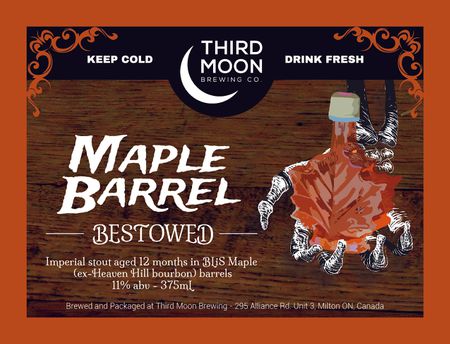 KEEP COLD
THIRD
MOON
BREWING CO.
DRINK FRESH
MAPLE
BARREL
BESTOWED
Imperial stout aged 12 months in BLiS Maple
(ex-Heaven Hill bourbon) barrels
11% abv - 375mL
Brewed and Packaged at Third Moon Brewing - 295 Alliance Rd. Unit 3, Milton ON, Canada